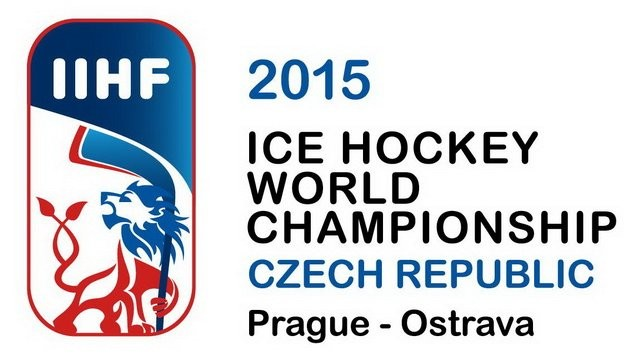 IIHF
2015
ICE HOCKEY
WORLD
CHAMPIONSHIP
CZECH REPUBLIC
Prague - Ostrava